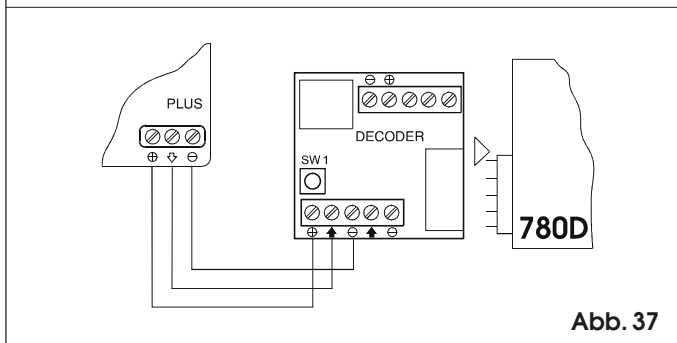 PLUS
⊕ ⇩ ⊖
⊖ ⊕
DECODER
SW 1
⊕ ⬆ ⊖ ⬆ ⊖
780D
Abb. 37